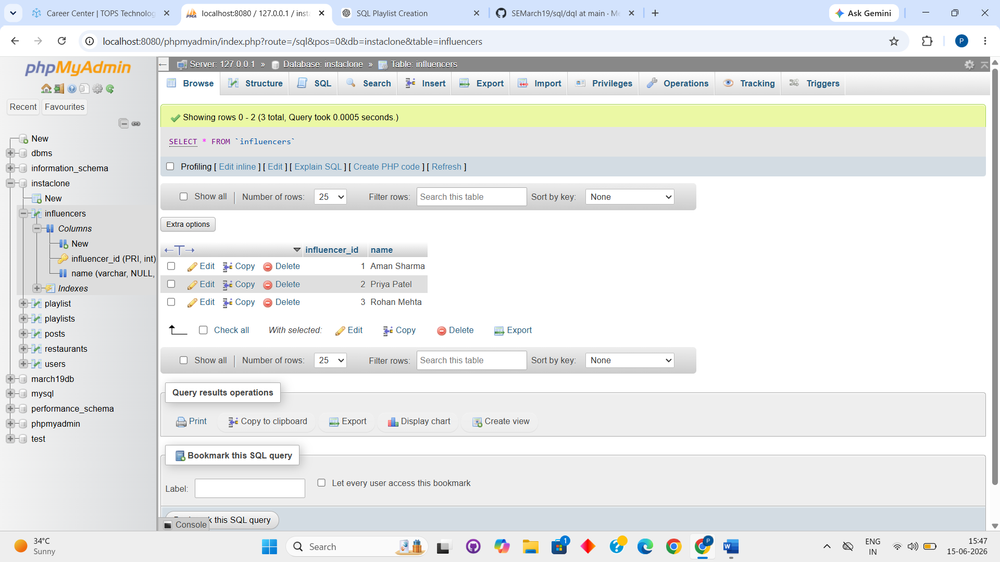 Career Center | TOPS Technolog
localhost:8080 / 127.0.0.1 / insta
SQL Playlist Creation
SEMarch19/sql/dql at main · Me
Ask Gemini
localhost:8080/phpmyadmin/index.php?route=/sql&pos=0&db=instaclone&table=influencers
P
phpMyAdmin
Recent
Favourites
New
dbms
information_schema
instaclone
New
influencers
Columns
New
influencer_id (PRI, int)
name (varchar, NULL,
Indexes
playlist
playlists
posts
restaurants
users
march19db
mysql
performance_schema
phpmyadmin
test
Server: 127.0.0.1 » Database: instaclone » Table: influencers
Browse
Structure
SQL
Search
Insert
Export
Import
Privileges
Operations
Tracking
Triggers
Showing rows 0 - 2 (3 total, Query took 0.0005 seconds.)
SELECT * FROM `influencers`
Profiling [ Edit inline ] [ Edit ] [ Explain SQL ] [ Create PHP code ] [ Refresh ]
Show all | Number of rows: 25 Filter rows: Search this table Sort by key: None
Extra options
influencer_id name
Edit Copy Delete 1 Aman Sharma
Edit Copy Delete 2 Priya Patel
Edit Copy Delete 3 Rohan Mehta
Check all With selected: Edit Copy Delete Export
Show all | Number of rows: 25 Filter rows: Search this table Sort by key: None
Query results operations
Print Copy to clipboard Export Display chart Create view
Bookmark this SQL query
Label: Let every user access this bookmark
k this SQL query
Console
34°C
Sunny
Search
1
P
ENG
IN
15:47
15-06-2026